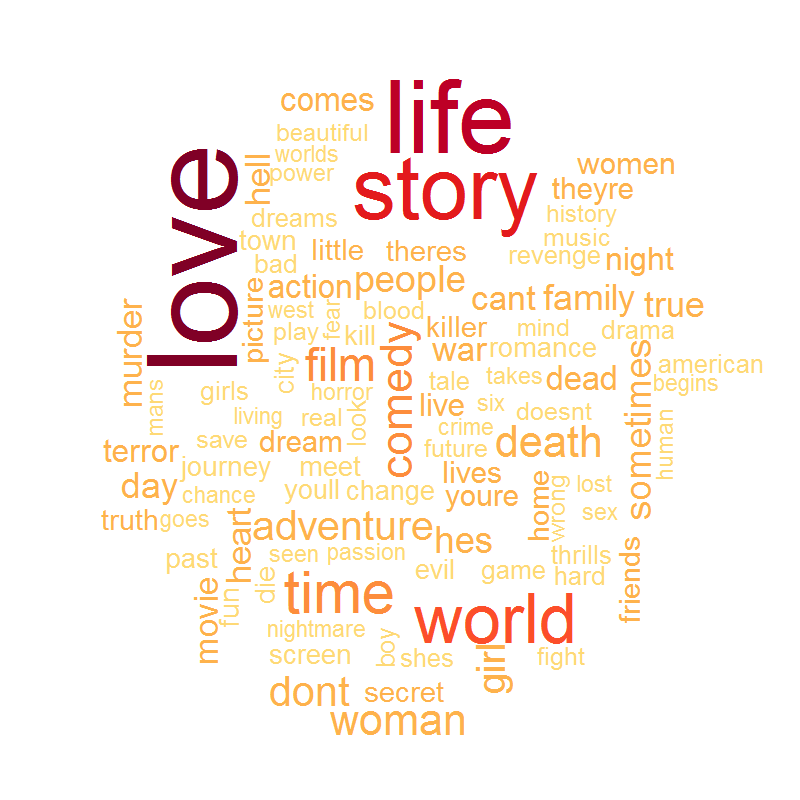 comes
life
beautiful
worlds
power
hell
love
story
women
theyre
history
dreams
music
town
little
theres
revenge
night
bad
action
people
picture
cant
family
true
murder
west
fear
blood
play
kill
killer
mind
drama
comedy
film
war
romance
sometimes
american
city
tale
takes
dead
begins
mans
girls
horror
look
living
real
live
six
doesnt
save
dream
crime
future
death
human
terror
journey
meet
lives
day
chance
youll
change
youre
home
wrong
lost
sex
truth
goes
heart
adventure
hes
past
seen
passion
thrills
movie
fun
die
evil
game
hard
friends
time
world
nightmare
boy
screen
shes
girl
fight
dont
secret
woman